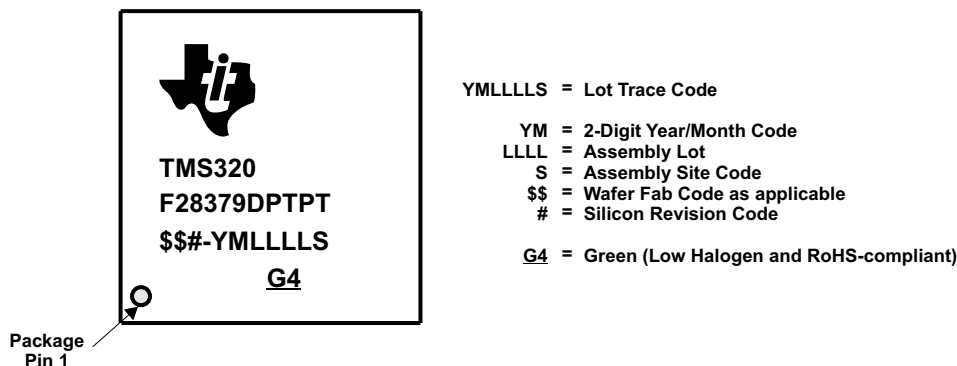 TMS320
F28379DPTPT
$$#-YMLLLLS
G4
Package
Pin 1
YMLLLLS = Lot Trace Code
YM = 2-Digit Year/Month Code
LLLL = Assembly Lot
S = Assembly Site Code
$$ = Wafer Fab Code as applicable
# = Silicon Revision Code
G4 = Green (Low Halogen and RoHS-compliant)